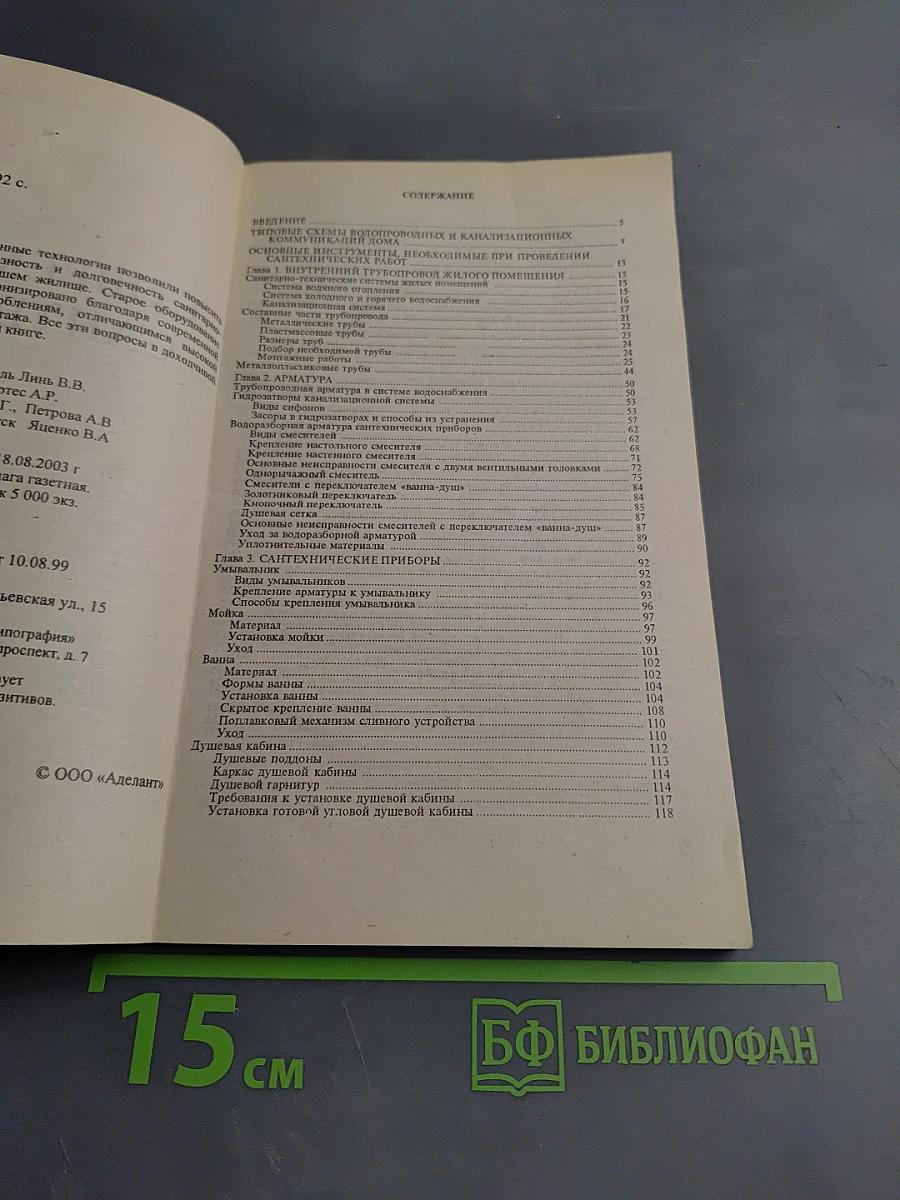 92 с.
нные технологии позволили повысить
зность и долговечность санитарно-
шем жилище. Старое оборудование
рнизировано благодаря современной
облениям, отличающимся высокой
тажа. Все эти вопросы в доходчивой
й книге.
ль Линь В.В.
ртес А.Р.
Г., Петрова А.В
ск Яценко В.А
18.08.2003 г
ага газетная.
к 5 000 экз.
т 10.08.99
ьевская ул., 15
ипография»
проспект, д. 7
ует
зитивов.
© ООО «Аделант»
СОДЕРЖАНИЕ
ВВЕДЕНИЕ 5
ТИПОВЫЕ СХЕМЫ ВОДОПРОВОДНЫХ И КАНАЛИЗАЦИОННЫХ
КОММУНИКАЦИЙ ДОМА
ОСНОВНЫЕ ИНСТРУМЕНТЫ, НЕОБХОДИМЫЕ ПРИ ПРОВЕДЕНИИ
САНТЕХНИЧЕСКИХ РАБОТ 13
Глава 1. ВНУТРЕННИЙ ТРУБОПРОВОД ЖИЛОГО ПОМЕЩЕНИЯ 15
Санитарно-технические системы жилых помещений 15
Система водяного отопления 15
Система холодного и горячего водоснабжения 16
Канализационная система 17
Составные части трубопровода 21
Металлические трубы 22
Пластмассовые трубы 23
Размеры труб 24
Подбор необходимой трубы 24
Монтажные работы 25
Металлопластиковые трубы 44
Глава 2. АРМАТУРА 50
Трубопроводная арматура в системе водоснабжения 50
Гидрозатворы канализационной системы 53
Виды сифонов 53
Засоры в гидрозатворах и способы из устранения 57
Водоразборная арматура сантехнических приборов 62
Виды смесителей 62
Крепление настольного смесителя 68
Крепление настенного смесителя 71
Основные неисправности смесителя с двумя вентильными головками 72
Однорычажный смеситель 75
Смесители с переключателем «ванна-душ» 84
Золотниковый переключатель 84
Кнопочный переключатель 85
Душевая сетка 87
Основные неисправности смесителей с переключателем «ванна-душ» 87
Уход за водоразборной арматурой 89
Уплотнительные материалы 90
Глава 3. САНТЕХНИЧЕСКИЕ ПРИБОРЫ 92
Умывальник 92
Виды умывальников 92
Крепление арматуры к умывальнику 93
Способы крепления умывальника 96
Мойка 97
Материал 97
Установка мойки 99
Уход 101
Ванна 102
Материал 102
Формы ванны 104
Установка ванны 104
Скрытое крепление ванны 108
Поплавковый механизм сливного устройства 110
Уход 110
Душевая кабина 112
Душевые поддоны 113
Каркас душевой кабины 114
Душевой гарнитур 114
Требования к установке душевой кабины 117
Установка готовой угловой душевой кабины 118
15 см
БФ БИБЛИОФАН